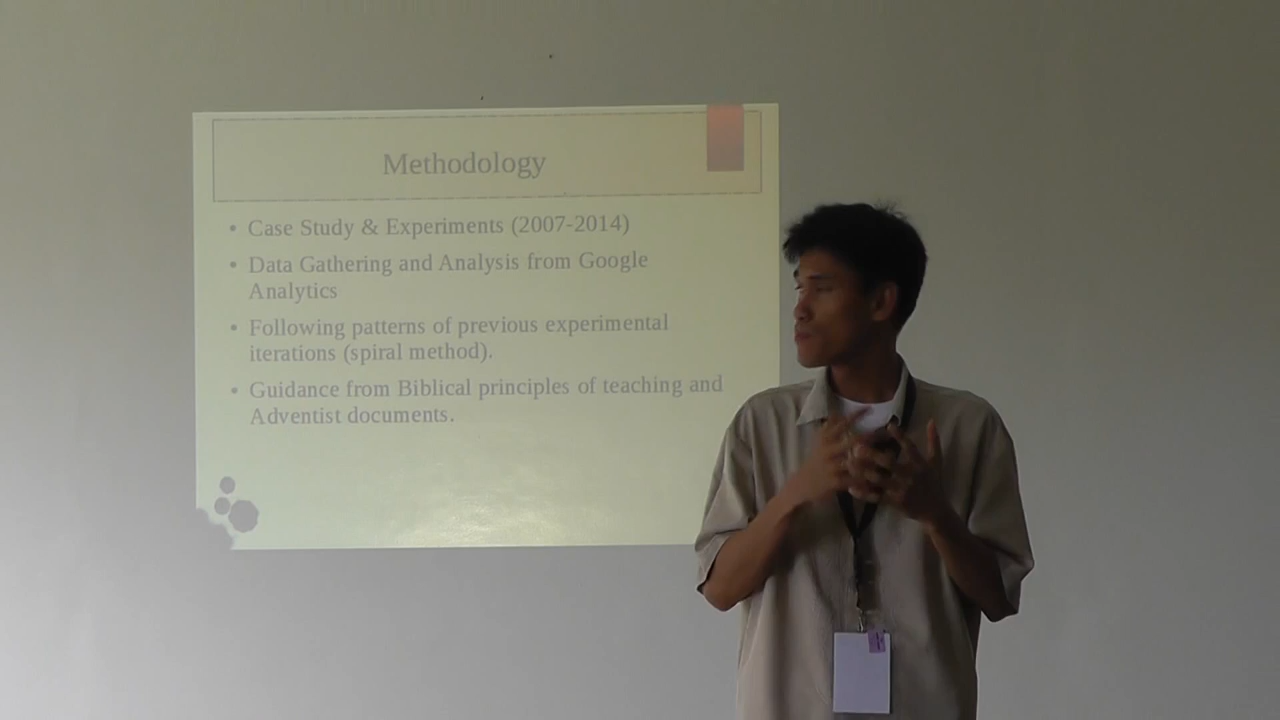 Methodology
• Case Study & Experiments (2007-2014)
• Data Gathering and Analysis from Google
Analytics
• Following patterns of previous experimental
iterations (spiral method).
• Guidance from Biblical principles of teaching and
Adventist documents.